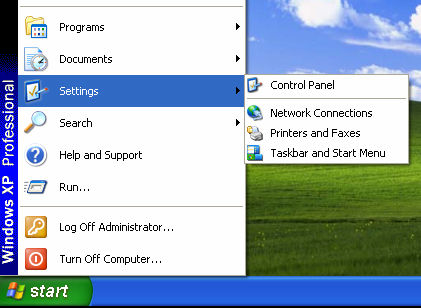 Programs
Documents
Settings
Search
Help and Support
Run...
Log Off Administrator...
Turn Off Computer...
Control Panel
Network Connections
Printers and Faxes
Taskbar and Start Menu
Windows XP Professional
start